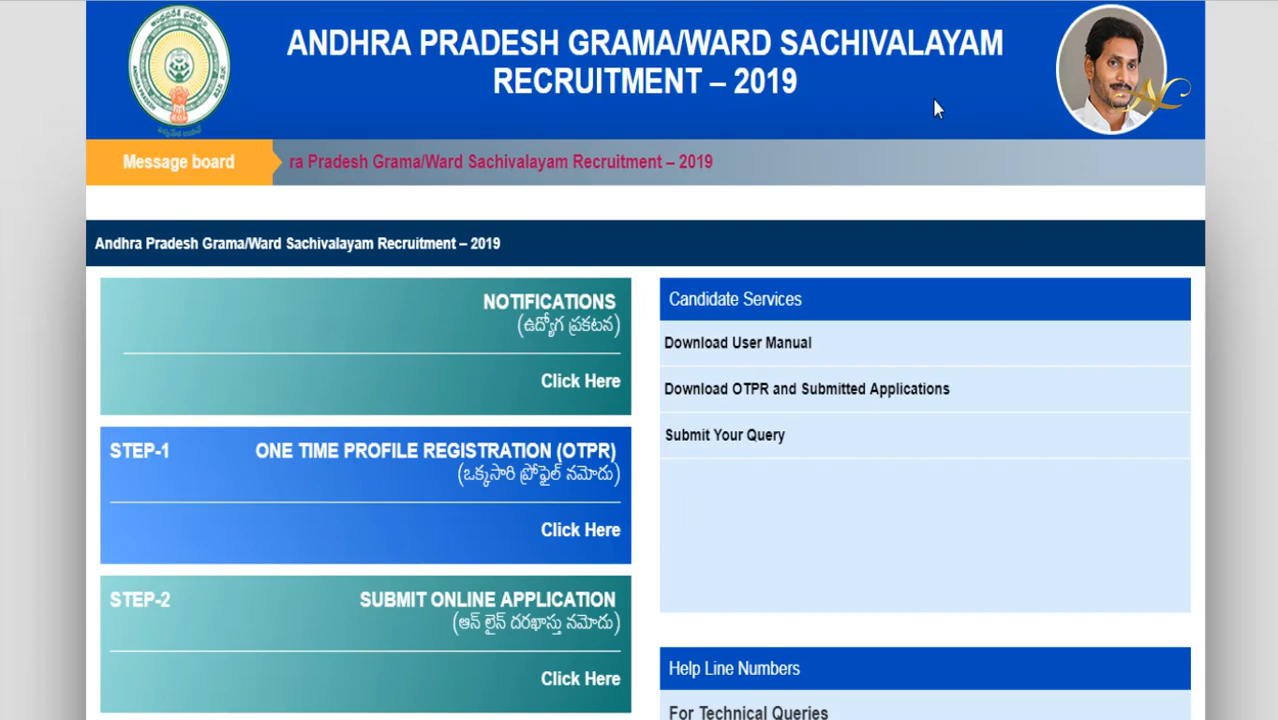 ANDHRA PRADESH GRAMA/WARD SACHIVALAYAM
RECRUITMENT – 2019
Message board
ra Pradesh Grama/Ward Sachivalayam Recruitment – 2019
Andhra Pradesh Grama/Ward Sachivalayam Recruitment – 2019
NOTIFICATIONS
(ఉద్యోగ ప్రకటన)
Click Here
STEP-1
ONE TIME PROFILE REGISTRATION (OTPR)
(ఒక్కసారి ప్రోఫైల్ నమోదు)
Click Here
STEP-2
SUBMIT ONLINE APPLICATION
(ఆన్ లైన్ దరఖాస్తు నమోదు)
Click Here
Candidate Services
Download User Manual
Download OTPR and Submitted Applications
Submit Your Query
Help Line Numbers
For Technical Queries